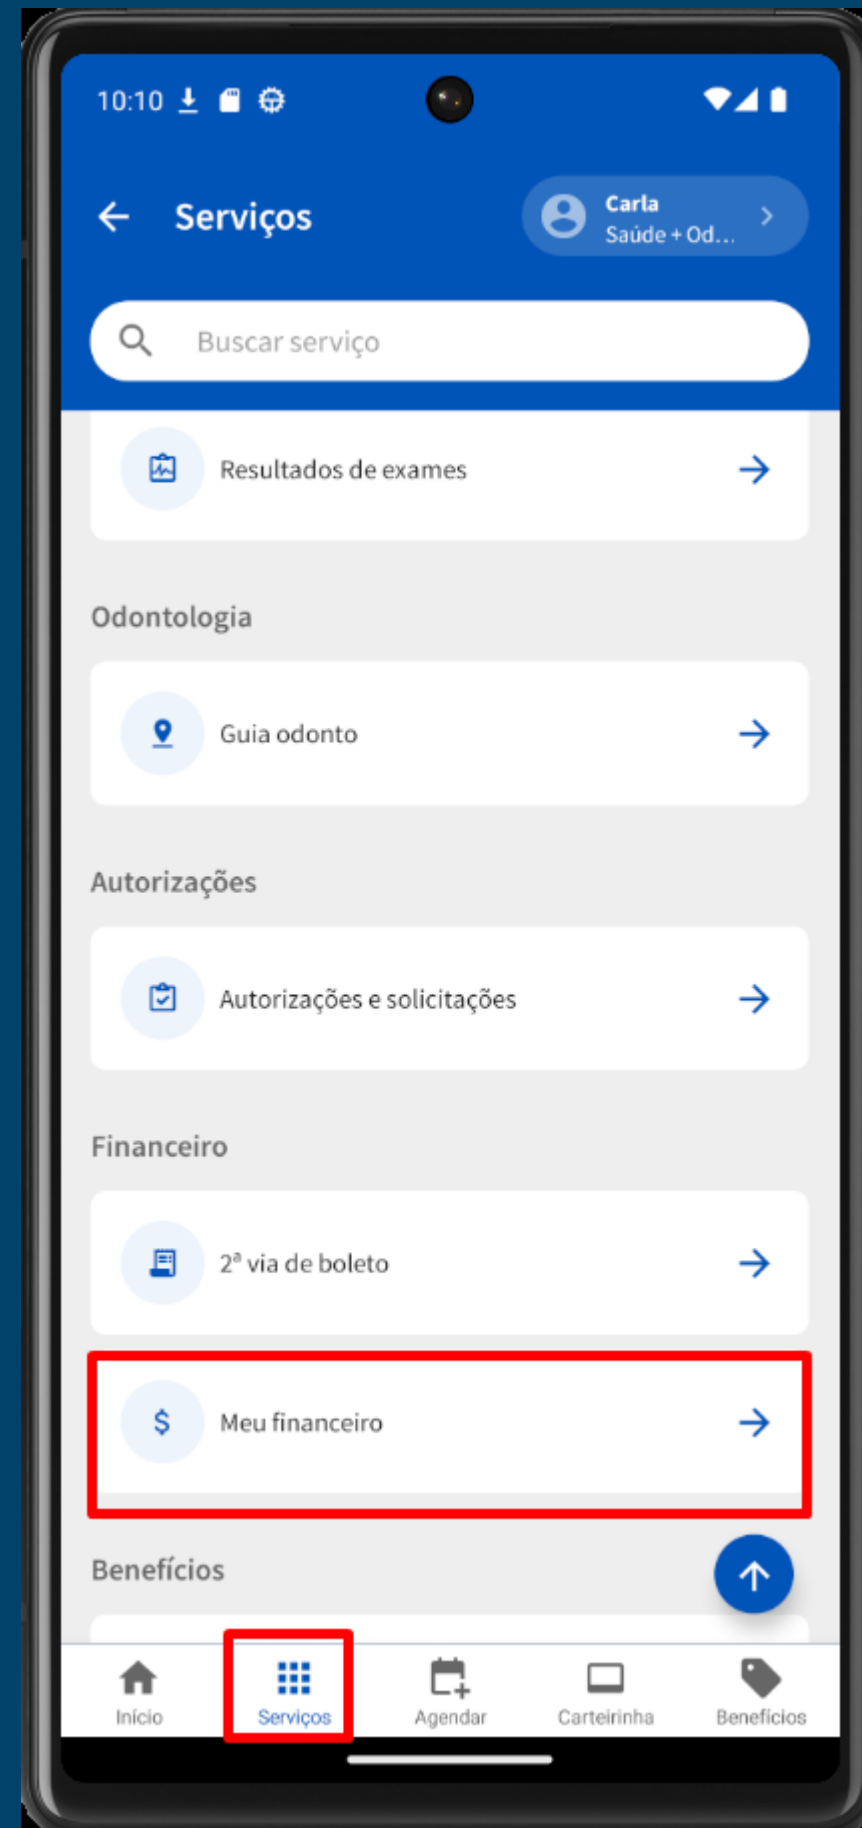 10:10
Serviços
Carla
Saúde + Od...
Buscar serviço
Resultados de exames
Odontologia
Guia odonto
Autorizações
Autorizações e solicitações
Financeiro
2ª via de boleto
$ Meu financeiro
Benefícios
Início
Serviços
Agendar
Carteirinha
Benefícios